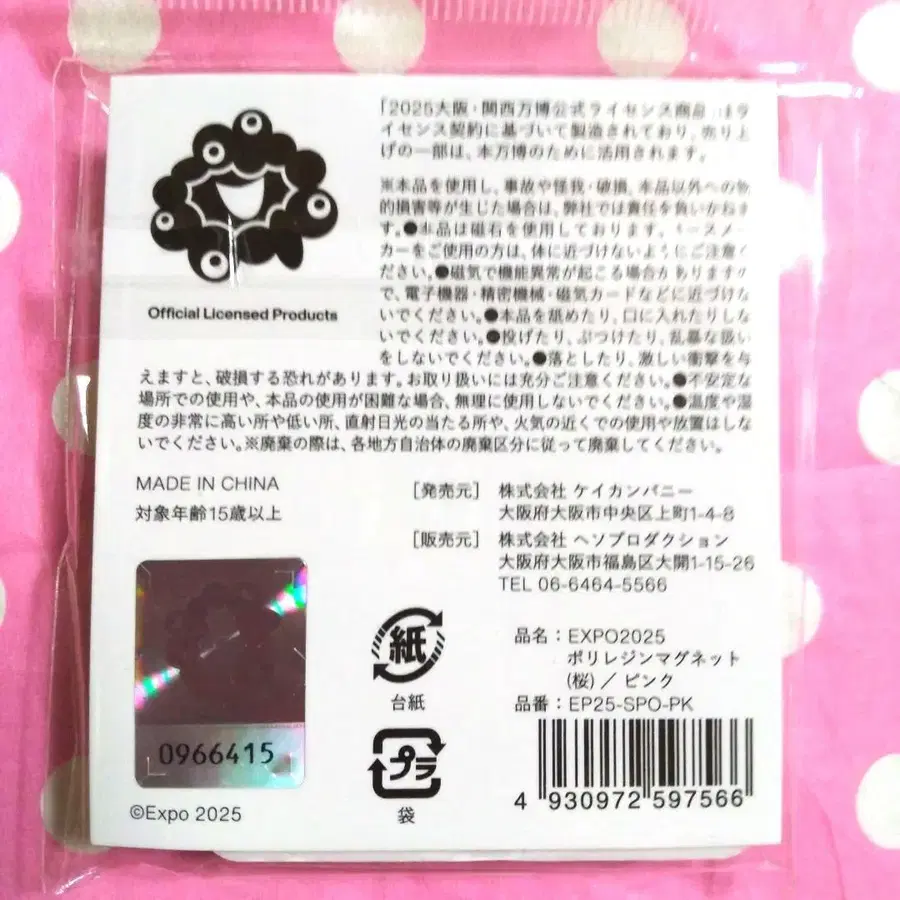 「2025大阪・関西万博公式ライセンス商品」はラ
イセンス契約に基づいて製造されており、売り上
げの一部は、本万博のために活用されます。
※本品を使用し、事故や怪我・破損、本品以外への物
的損害等が生じた場合は、弊社では責任を負いかねま
す。●本品は磁石を使用しております。ペースメー
カーをご使用の方は、体に近づけないようにご注意く
ださい。●磁気で機能異常が起こる場合がありますの
で、電子機器・精密機械・磁気カードなどに近づけな
いでください。●本品を舐めたり、口に入れたりしな
いでください。●投げたり、ぶつけたり、乱暴な扱い
をしないでください。●落としたり、激しい衝撃を与
えますと、破損する恐れがあります。お取り扱いには充分ご注意ください。●不安定な
場所での使用や、本品の使用が困難な場合、無理に使用しないでください。●温度や湿
度の非常に高い所や低い所、直射日光の当たる所や、火気の近くでの使用や放置はしな
いでください。※廃棄の際は、各地方自治体の廃棄区分に従って廃棄してください。
Official Licensed Products
MADE IN CHINA
対象年齢15歳以上
[発売元] 株式会社 ケイカンパニー
大阪府大阪市中央区上町1-4-8
[販売元] 株式会社 ヘソプロダクション
大阪府大阪市福島区大開1-15-26
TEL 06-6464-5566
紙
台紙
プラ
袋
品名：EXPO2025
ポリレジンマグネット
(桜)／ピンク
品番：EP25-SPO-PK
4 930972 597566
0966415
©Expo 2025